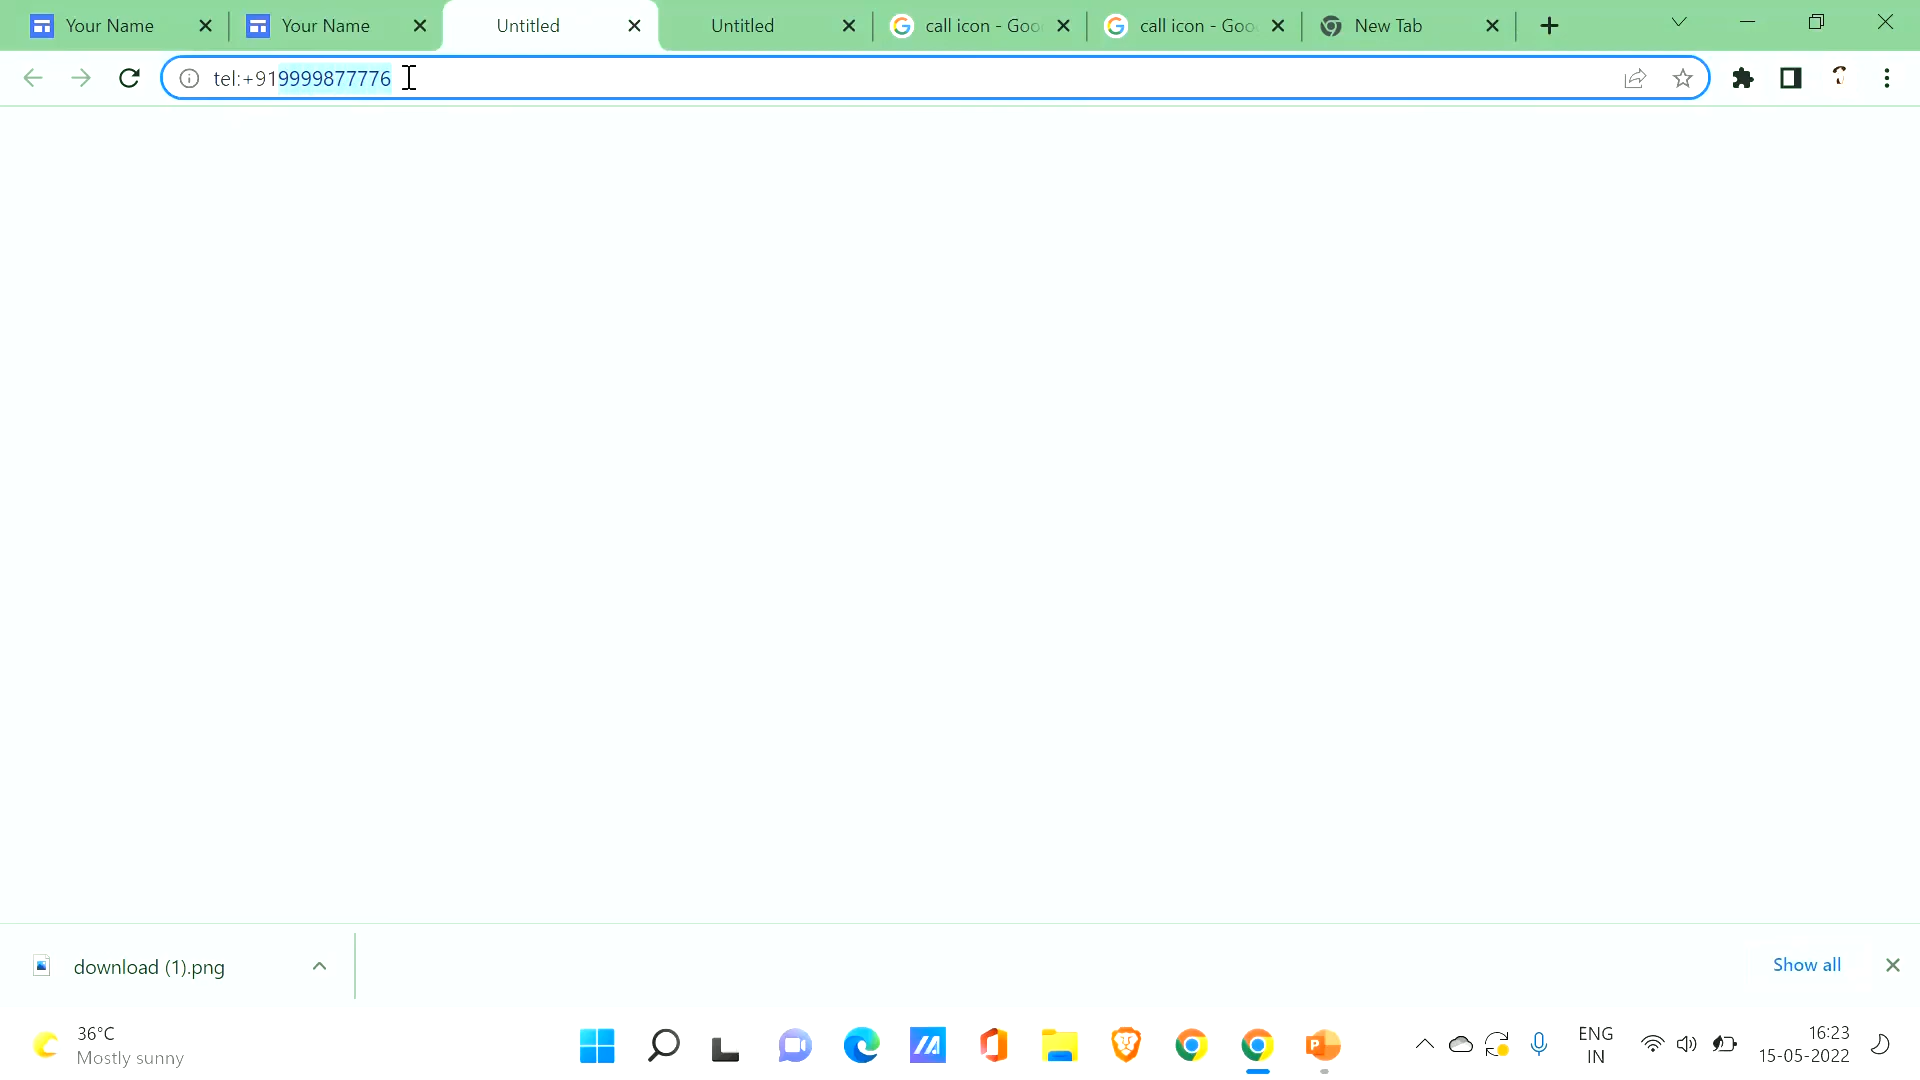 Your Name
Your Name
Untitled
Untitled
call icon - Goo
call icon - Goo
New Tab
tel:+919999877776
download (1).png
Show all
36°C
Mostly sunny
ENG
IN
16:23
15-05-2022